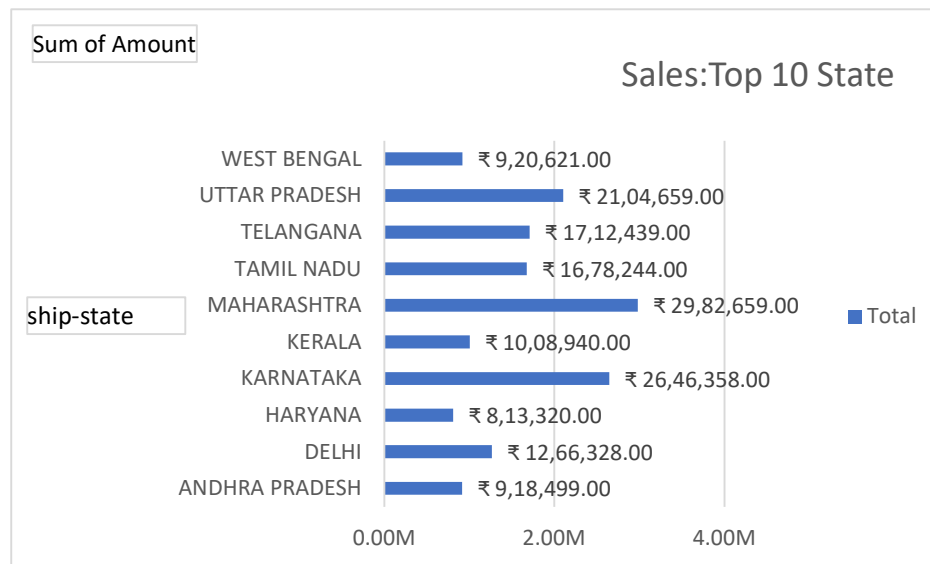 Sum of Amount
Sales:Top 10 State
WEST BENGAL ₹ 9,20,621.00
UTTAR PRADESH ₹ 21,04,659.00
TELANGANA ₹ 17,12,439.00
TAMIL NADU ₹ 16,78,244.00
MAHARASHTRA ₹ 29,82,659.00
ship-state
Total
KERALA ₹ 10,08,940.00
KARNATAKA ₹ 26,46,358.00
HARYANA ₹ 8,13,320.00
DELHI ₹ 12,66,328.00
ANDHRA PRADESH ₹ 9,18,499.00
0.00M 2.00M 4.00M